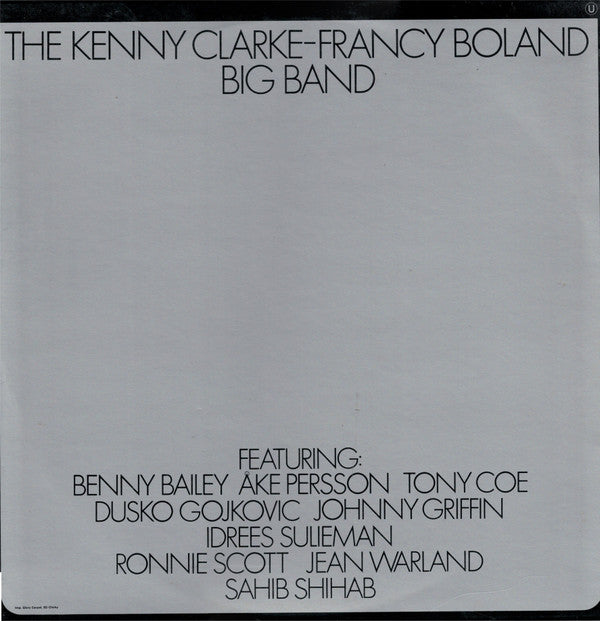 U
THE KENNY CLARKE-FRANCY BOLAND
BIG BAND
FEATURING:
BENNY BAILEY ÅKE PERSSON TONY COE
DUSKO GOJKOVIC JOHNNY GRIFFIN
IDREES SULIEMAN
RONNIE SCOTT JEAN WARLAND
SAHIB SHIHAB